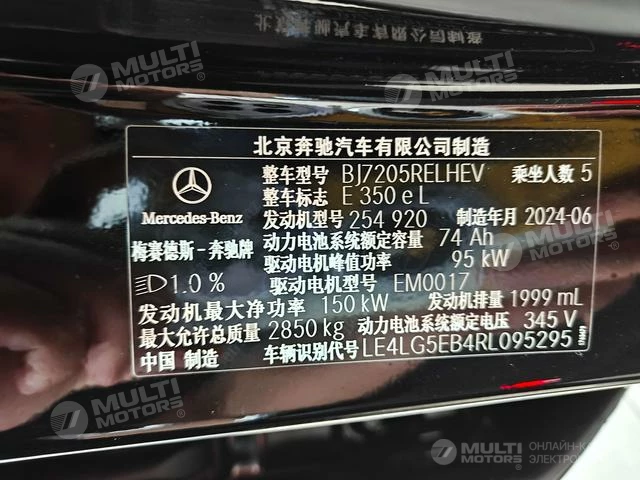 北京奔驰汽车有限公司制造
整车型号 BJ7205RELHEV 乘坐人数 5
整车标志 E 350 e L
发动机型号 254 920 制造年月 2024-06
Mercedes-Benz
梅赛德斯-奔驰牌
动力电池系统额定容量 74 Ah
驱动电机峰值功率 95 kW
1.0 % 驱动电机型号 EM0017
发动机最大净功率 150 kW 发动机排量 1999 mL
最大允许总质量 2850 kg 动力电池系统额定电压 345 V
中国 制造 车辆识别代号 LE4LG5EB4RL095295
MULTI MOTORS
MULTI MOTORS
MULTI MOTORS
MULTI MOTORS
MULTI MOTORS
MULTI MOTORS
ОНЛАЙН-К
ЭЛЕКТРОН